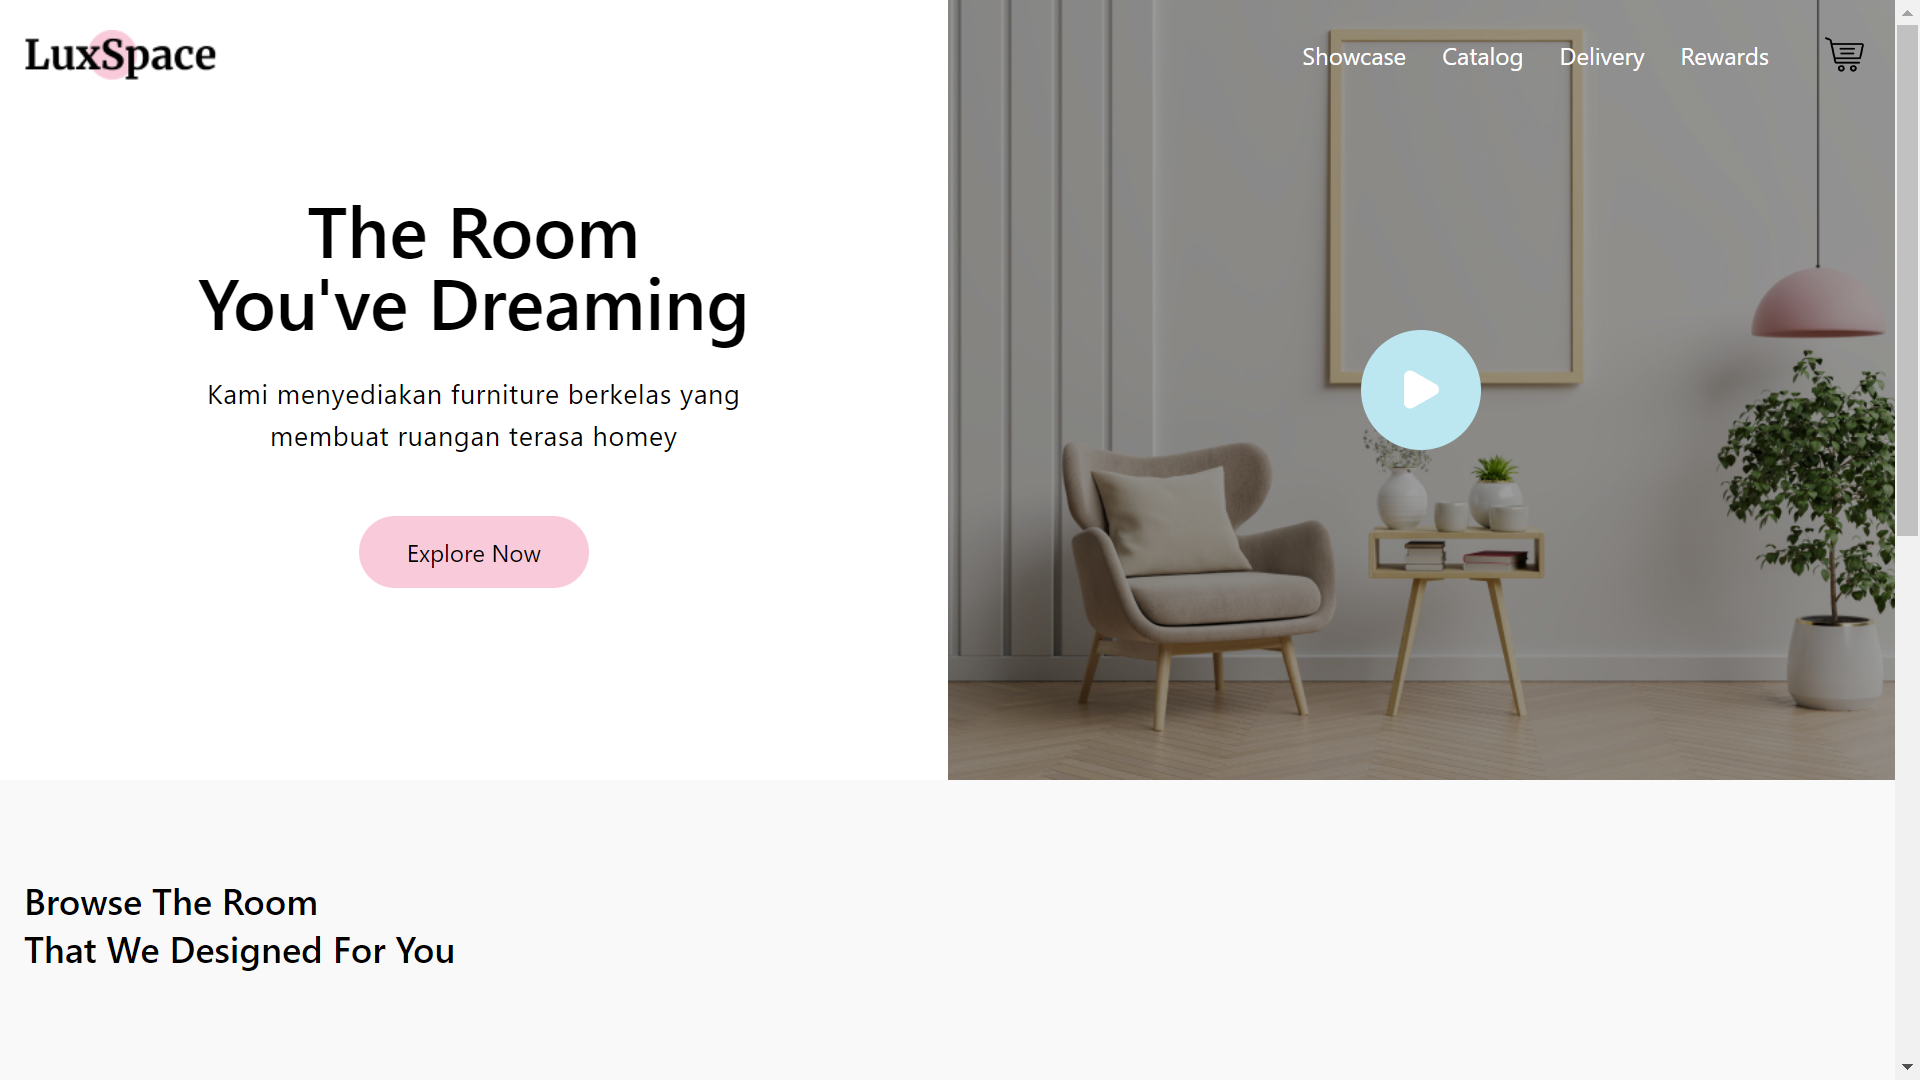 LuxSpace
Showcase Catalog Delivery Rewards
The Room
You've Dreaming
Kami menyediakan furniture berkelas yang
membuat ruangan terasa homey
Explore Now
Browse The Room
That We Designed For You